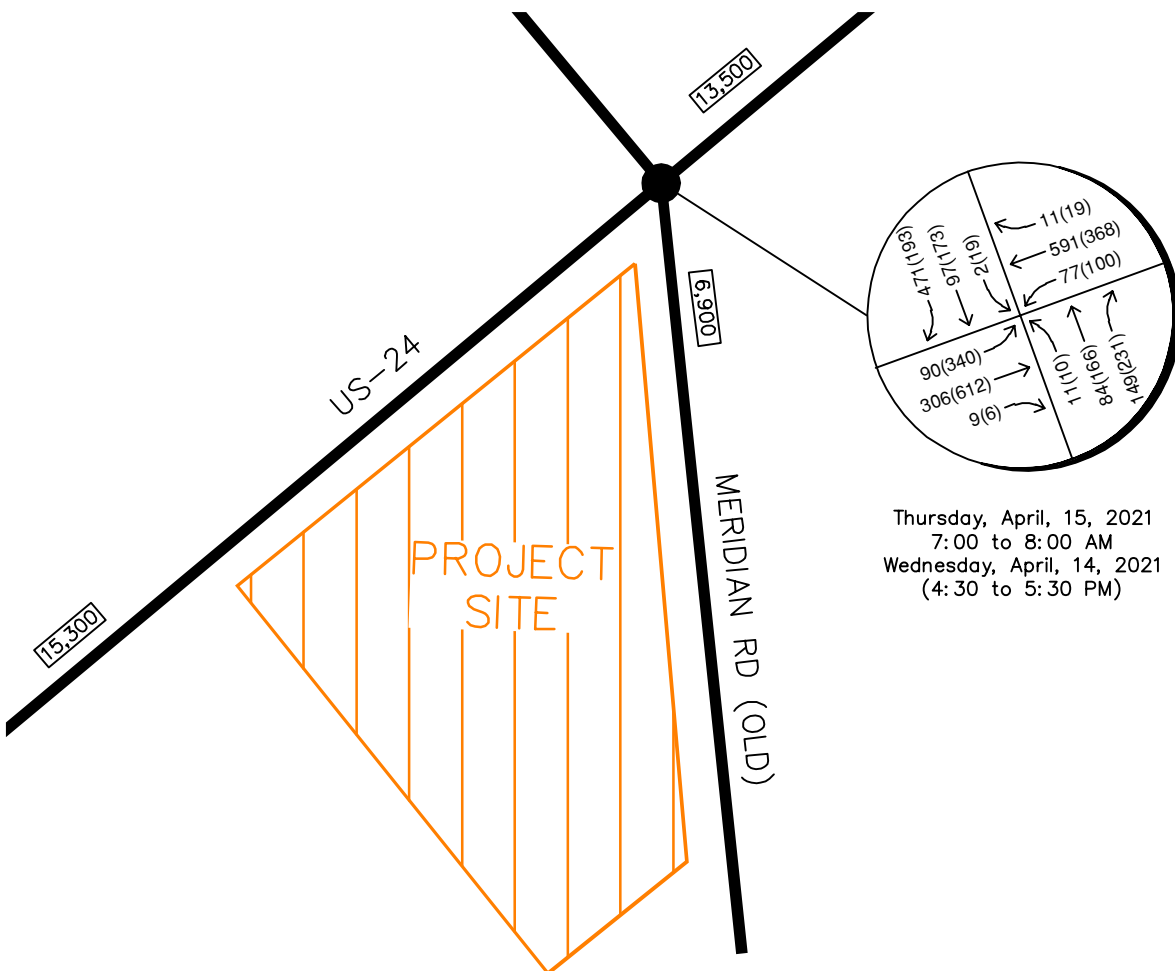 13,500
11(19)
591(368)
77(100)
2(19)
97(173)
471(193)
90(340)
306(612)
9(6)
11(10)
84(166)
149(231)
6,900
US-24
MERIDIAN RD (OLD)
PROJECT
SITE
15,300
Thursday, April, 15, 2021
7:00 to 8:00 AM
Wednesday, April, 14, 2021
(4:30 to 5:30 PM)